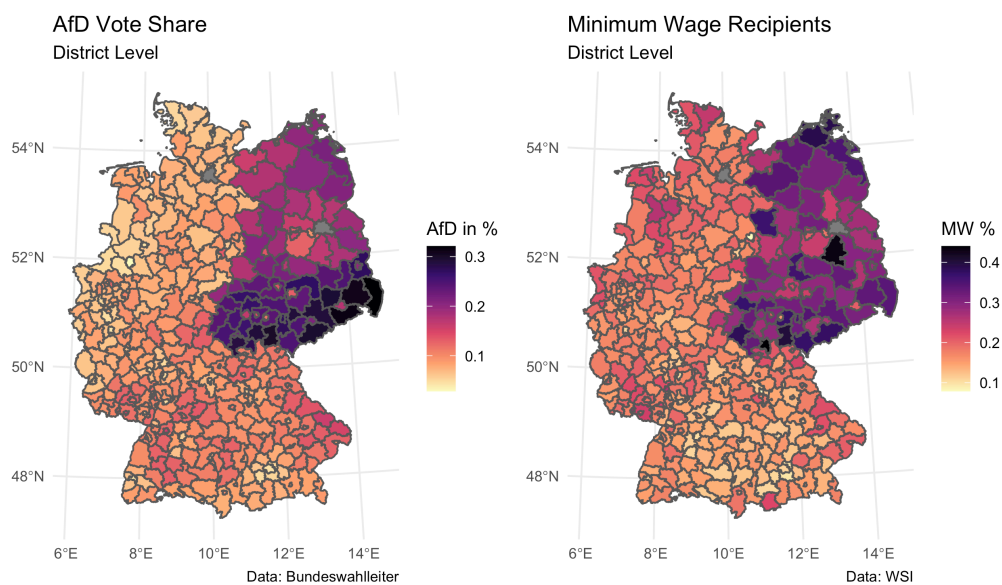 AfD Vote Share
District Level
54°N
52°N
50°N
48°N
6°E 8°E 10°E 12°E 14°E
AfD in %
0.3
0.2
0.1
Data: Bundeswahlleiter
Minimum Wage Recipients
District Level
54°N
52°N
50°N
48°N
6°E 8°E 10°E 12°E 14°E
MW %
0.4
0.3
0.2
0.1
Data: WSI